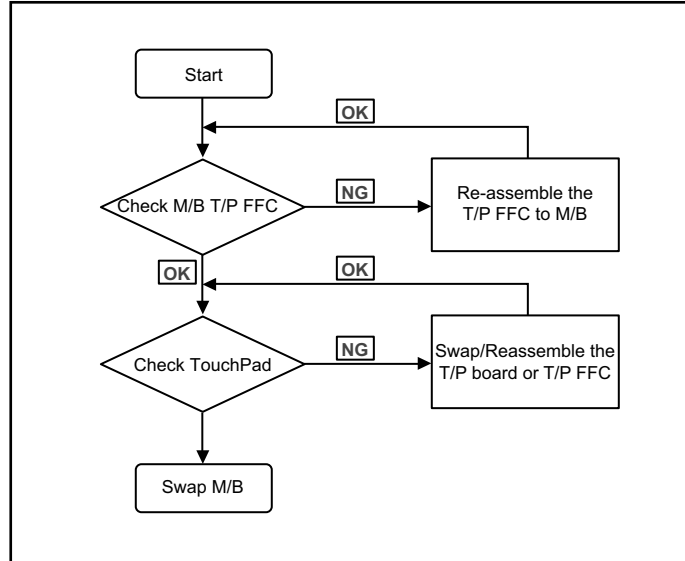 Start
OK
Check M/B T/P FFC
NG
Re-assemble the
T/P FFC to M/B
OK
OK
Check TouchPad
NG
Swap/Reassemble the
T/P board or T/P FFC
Swap M/B